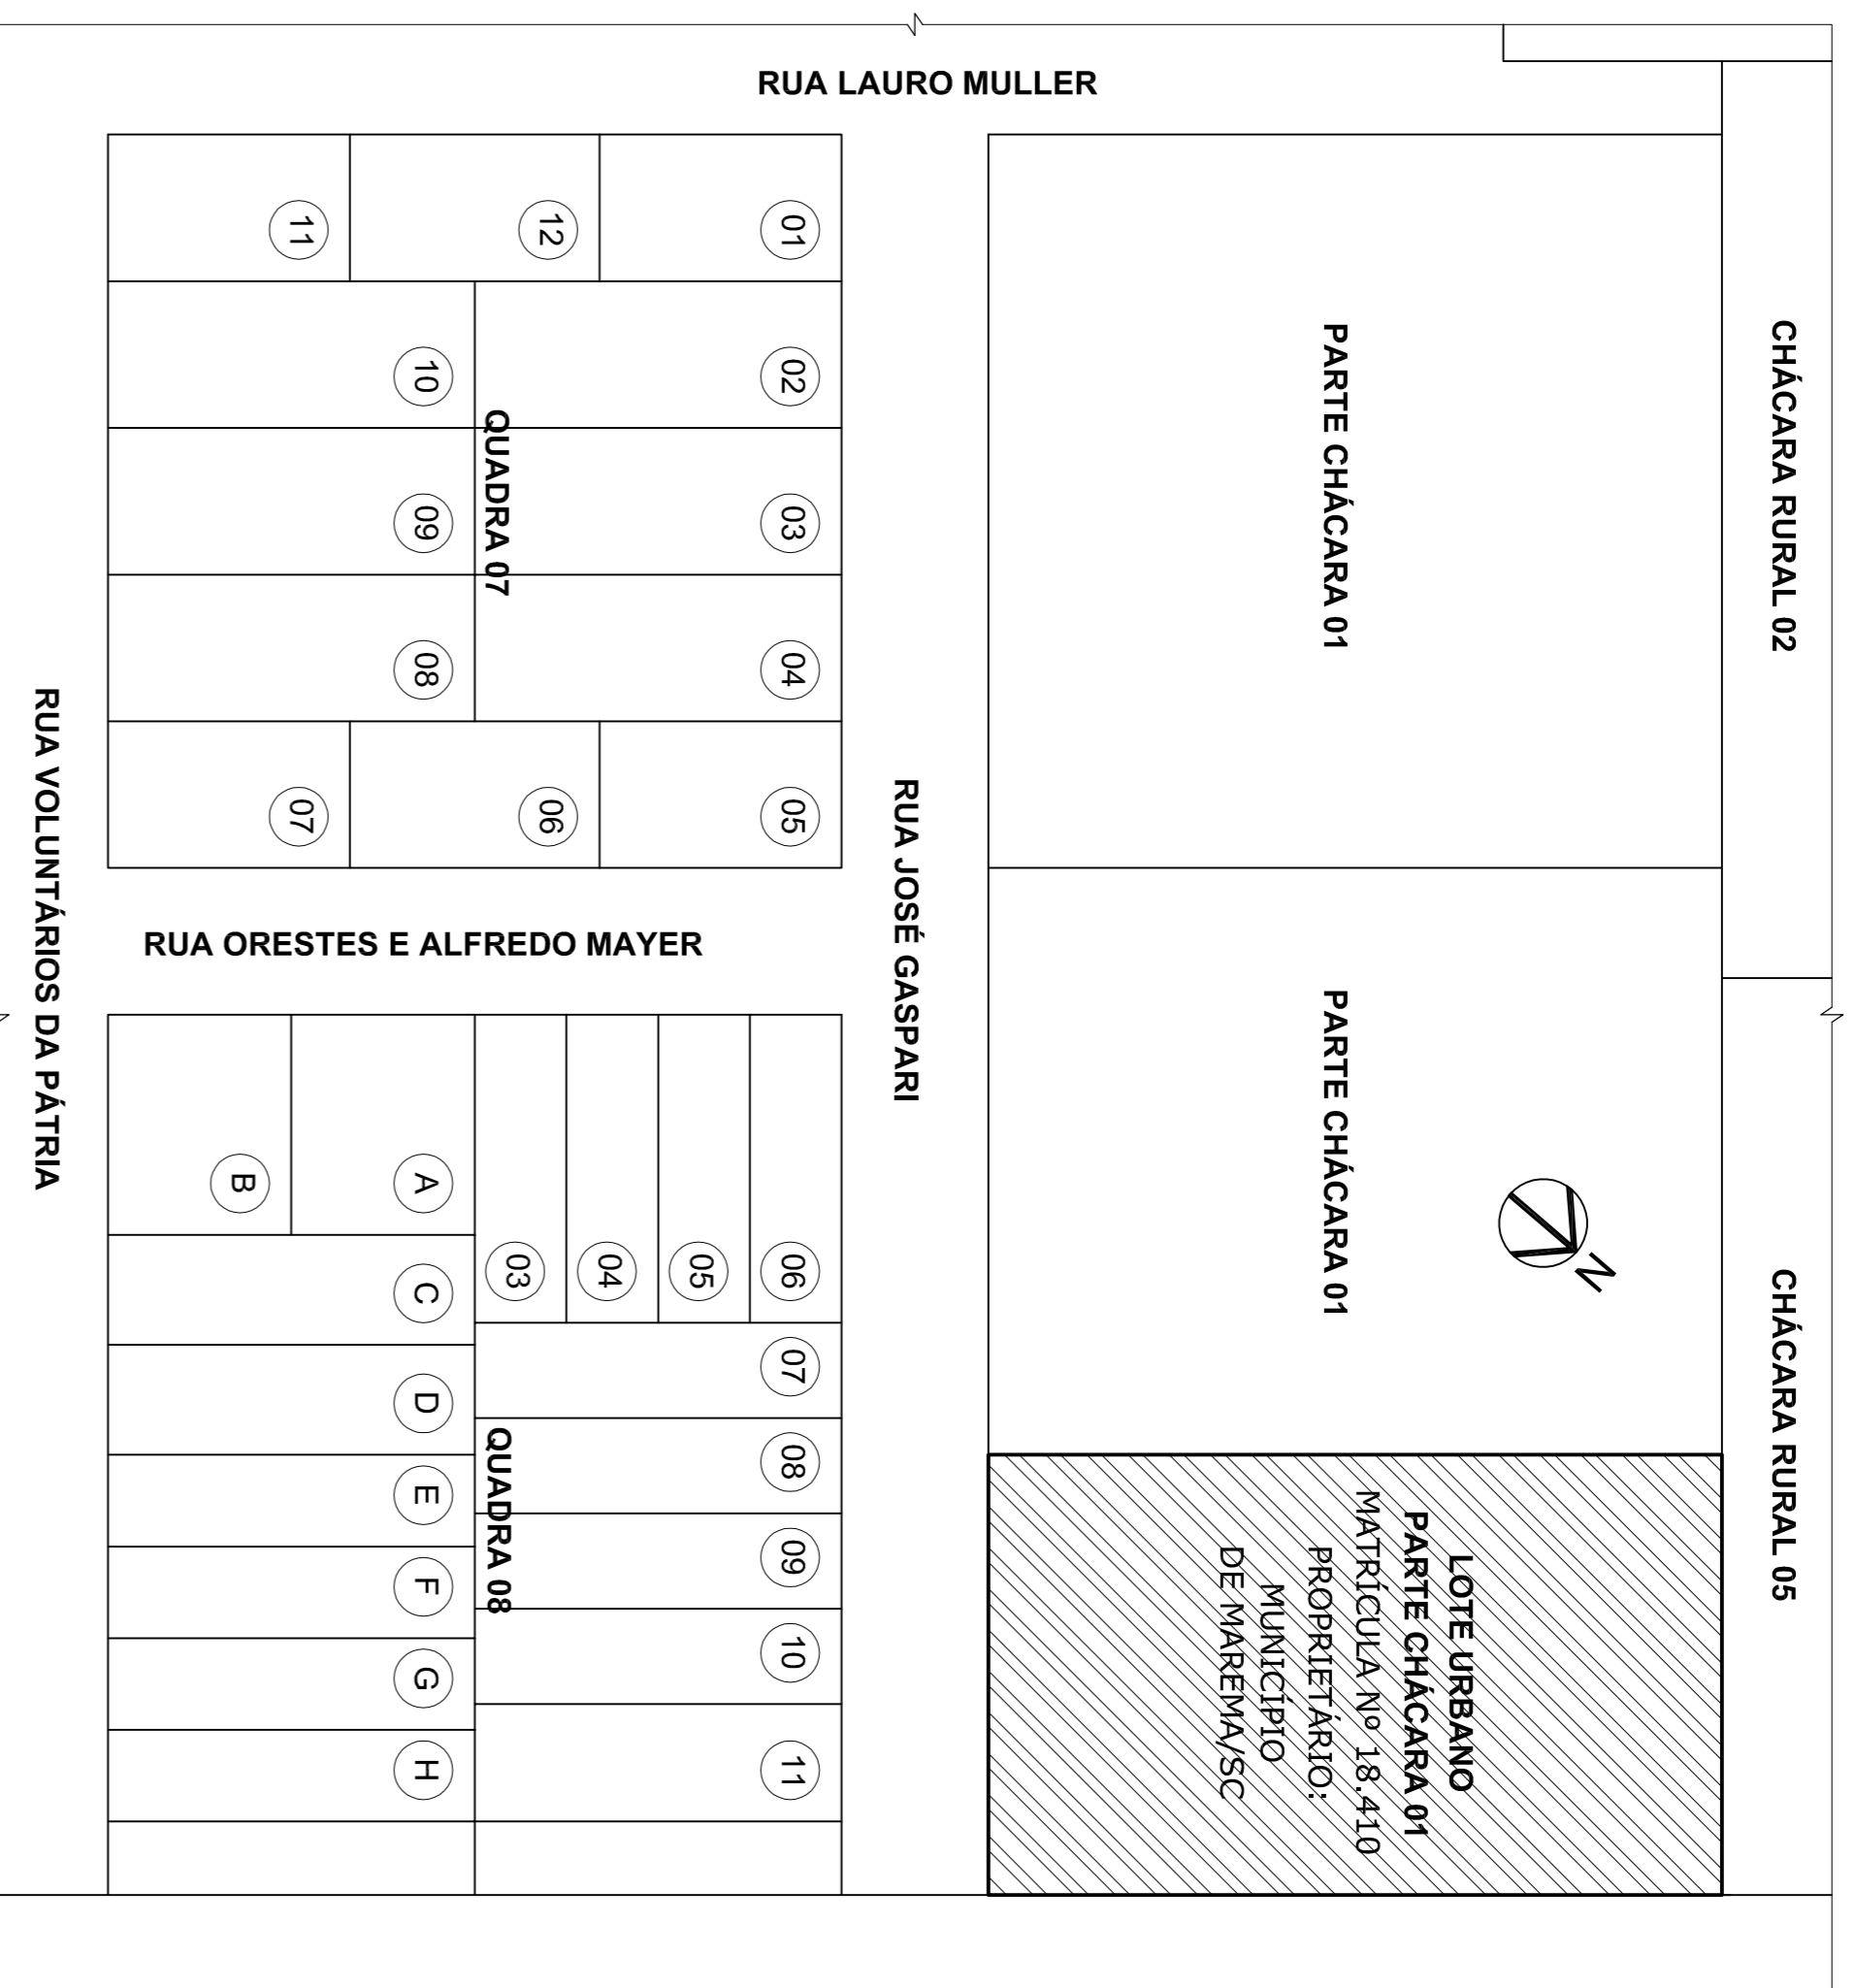 RUA LAURO MULLER
CHÁCARA RURAL 02
PARTE CHÁCARA 01
11
12
01
10
02
QUADRA 07
09
03
08
04
07
06
05
RUA JOSÉ GASPARI
RUA VOLUNTÁRIOS DA PÁTRIA
RUA ORESTES E ALFREDO MAYER
PARTE CHÁCARA 01
N
CHÁCARA RURAL 05
B
A
03
04
05
06
C
07
D
08
QUADRA 08
E
09
F
10
G
11
H
LOTE URBANO
PARTE CHÁCARA 01
MATRÍCULA Nº 18.410
PROPRIETÁRIO:
MUNICÍPIO
DE MAREMA/SC